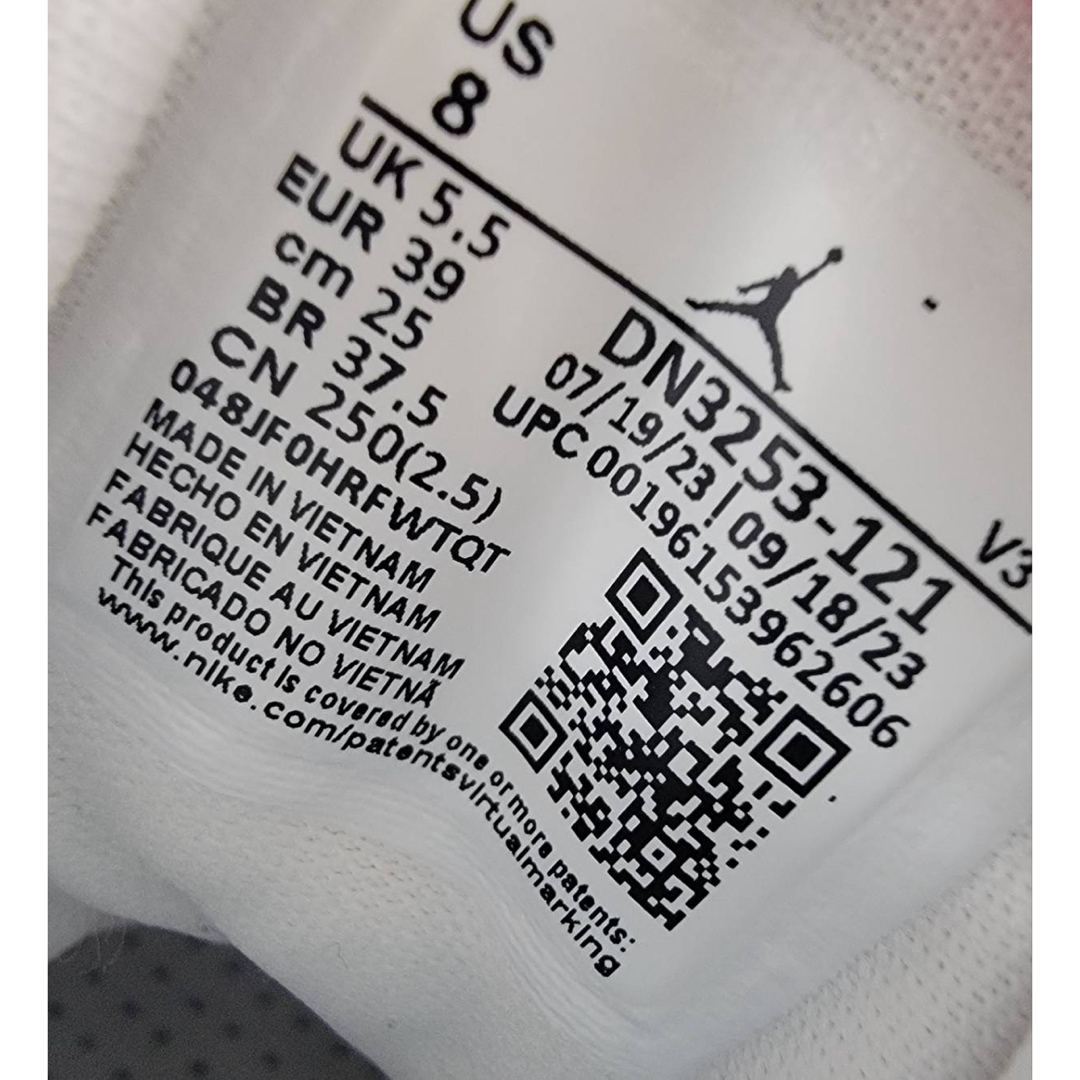 US
8
UK 5.5
EUR 39
cm 25
BR 37.5
CN 250(2.5)
048JF0HRFWTQT
MADE IN VIETNAM
HECHO EN VIETNAM
FABRIQUE AU VIETNAM
FABRICADO NO VIETNÃ
This product is covered by one or more patents:
www.nike.com/patentsvirtualmarking
V3
DN3253-121
07/19/23 | 09/18/23
UPC 00196153962606